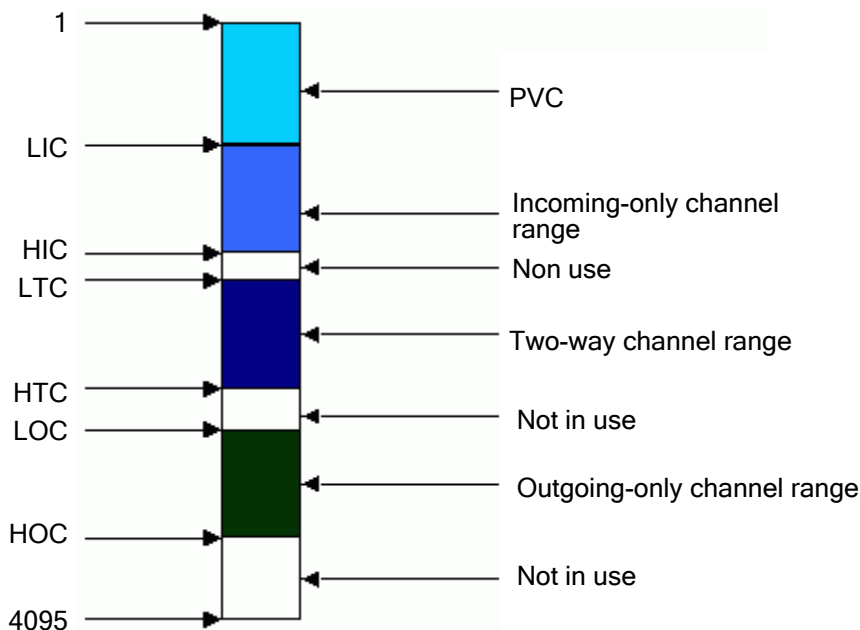 1
PVC
LIC
Incoming-only channel
range
HIC
Non use
LTC
Two-way channel range
HTC
Not in use
LOC
Outgoing-only channel range
HOC
Not in use
4095